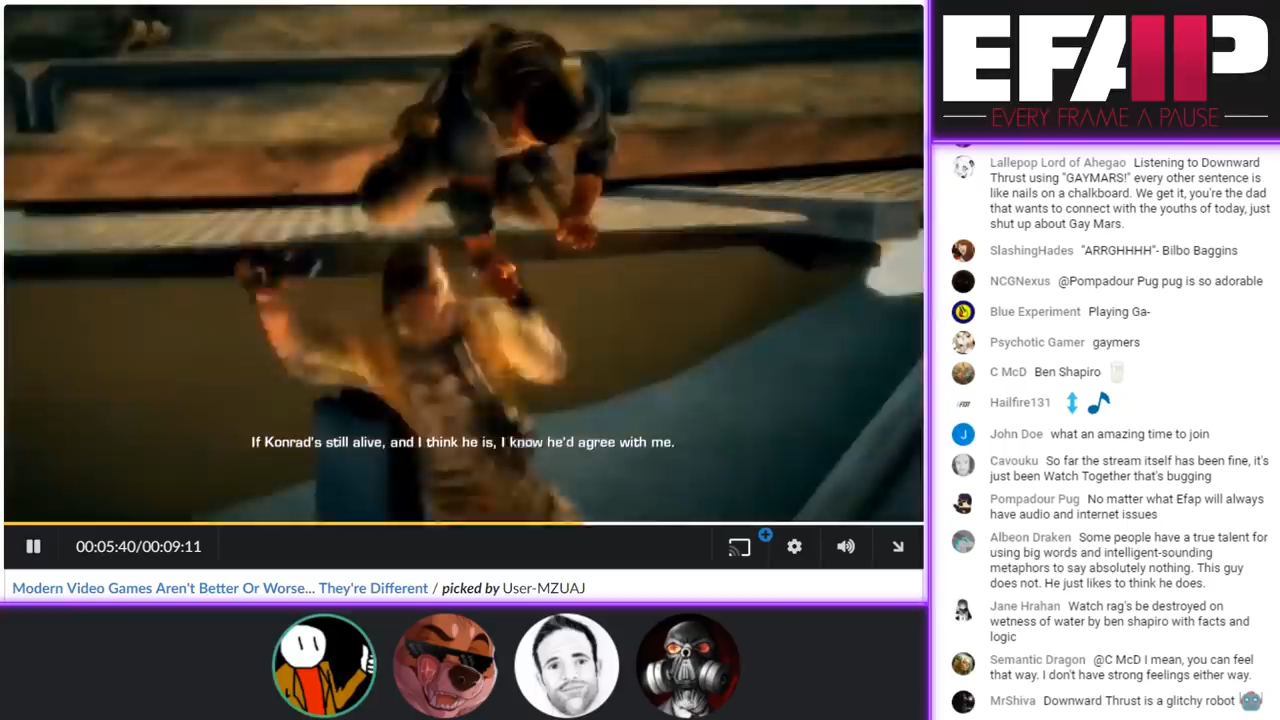 If Konrad's still alive, and I think he is, I know he'd agree with me.
00:05:40/00:09:11
Modern Video Games Aren't Better Or Worse... They're Different / picked by User-MZUAJ
EFAP
EVERY FRAME A PAUSE
Lallepop Lord of Ahegao Listening to Downward
Thrust using "GAYMARS!" every other sentence is
like nails on a chalkboard. We get it, you're the dad
that wants to connect with the youths of today, just
shut up about Gay Mars.
SlashingHades "ARRGHHHH"- Bilbo Baggins
NCGNexus @Pompadour Pug pug is so adorable
Blue Experiment Playing Ga-
Psychotic Gamer gaymers
C McD Ben Shapiro
Hailfire131
J John Doe what an amazing time to join
Cavouku So far the stream itself has been fine, it's
just been Watch Together that's bugging
Pompadour Pug No matter what Efap will always
have audio and internet issues
Albeon Draken Some people have a true talent for
using big words and intelligent-sounding
metaphors to say absolutely nothing. This guy
does not. He just likes to think he does.
Jane Hrahan Watch rag's be destroyed on
wetness of water by ben shapiro with facts and
logic
Semantic Dragon @C McD I mean, you can feel
that way. I don't have strong feelings either way.
MrShiva Downward Thrust is a glitchy robot